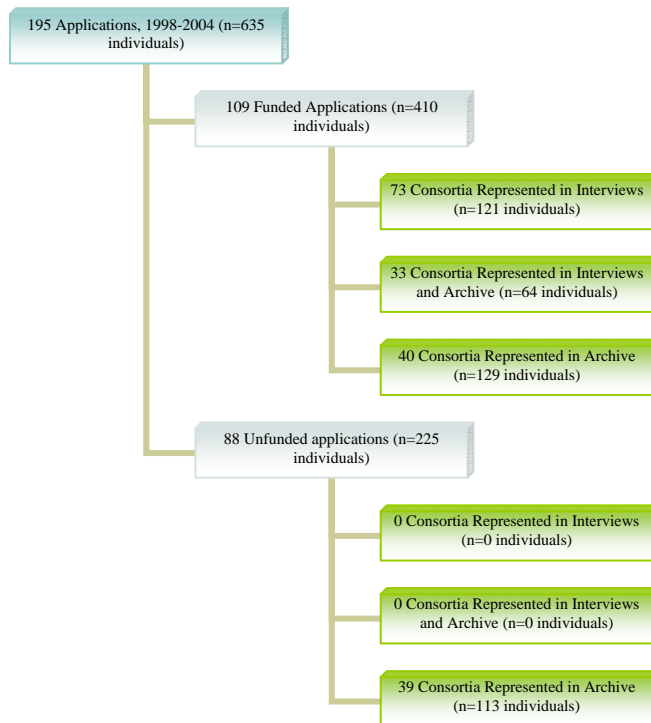 195 Applications, 1998-2004 (n=635
individuals)
109 Funded Applications (n=410
individuals)
73 Consortia Represented in Interviews
(n=121 individuals)
33 Consortia Represented in Interviews
and Archive (n=64 individuals)
40 Consortia Represented in Archive
(n=129 individuals)
88 Unfunded applications (n=225
individuals)
0 Consortia Represented in Interviews
(n=0 individuals)
0 Consortia Represented in Interviews
and Archive (n=0 individuals)
39 Consortia Represented in Archive
(n=113 individuals)